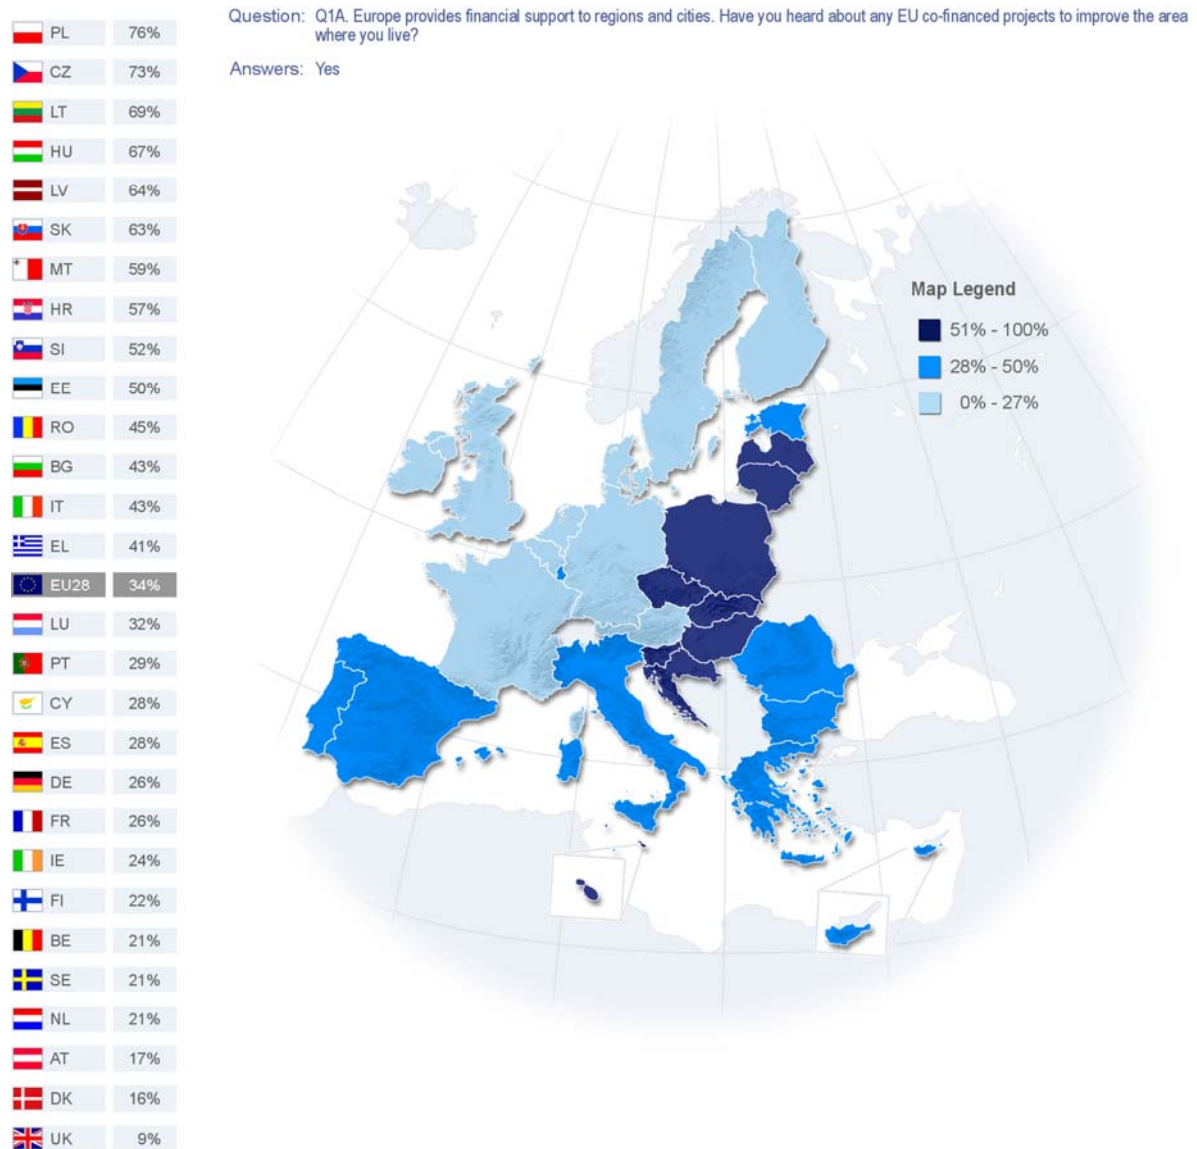 Question: Q1A. Europe provides financial support to regions and cities. Have you heard about any EU co-financed projects to improve the area
where you live?
Answers: Yes
PL 76%
CZ 73%
LT 69%
HU 67%
LV 64%
SK 63%
MT 59%
HR 57%
SI 52%
EE 50%
RO 45%
BG 43%
IT 43%
EL 41%
EU28 34%
LU 32%
PT 29%
CY 28%
ES 28%
DE 26%
FR 26%
IE 24%
FI 22%
BE 21%
SE 21%
NL 21%
AT 17%
DK 16%
UK 9%
Map Legend
51% - 100%
28% - 50%
0% - 27%